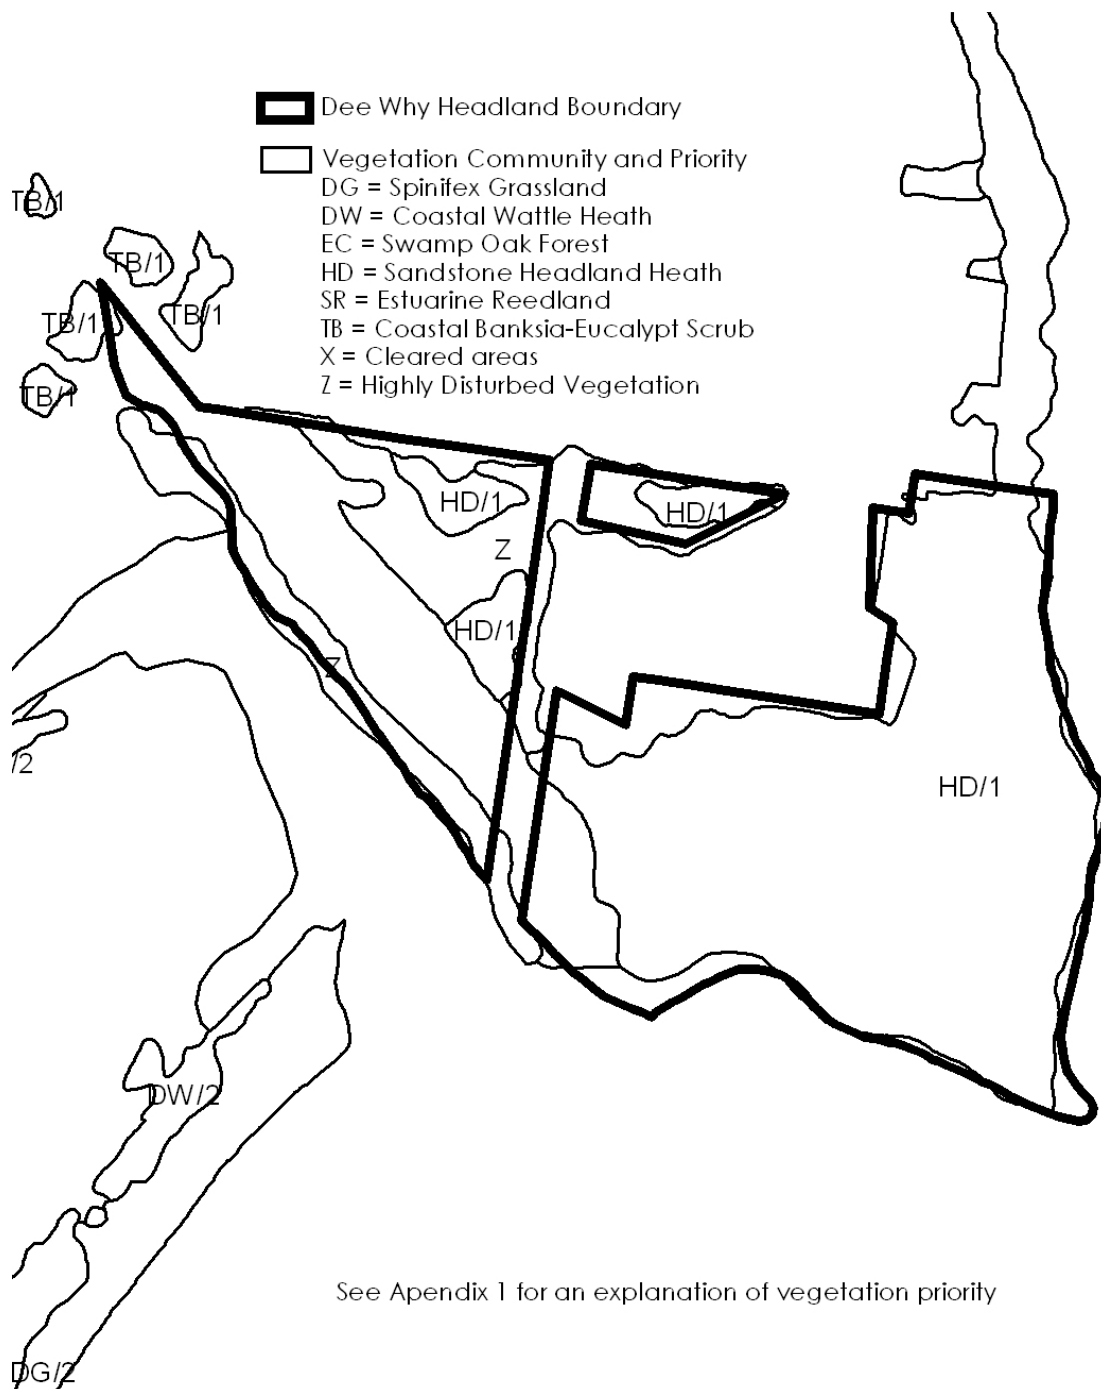 Dee Why Headland Boundary
Vegetation Community and Priority
DG = Spinifex Grassland
DW = Coastal Wattle Heath
EC = Swamp Oak Forest
HD = Sandstone Headland Heath
SR = Estuarine Reedland
TB = Coastal Banksia-Eucalypt Scrub
X = Cleared areas
Z = Highly Disturbed Vegetation
TB/1
TB/1
TB/1
TB/1
TB/1
HD/1
HD/1
Z
HD/1
Z
/2
HD/1
DW/2
See Apendix 1 for an explanation of vegetation priority
DG/2